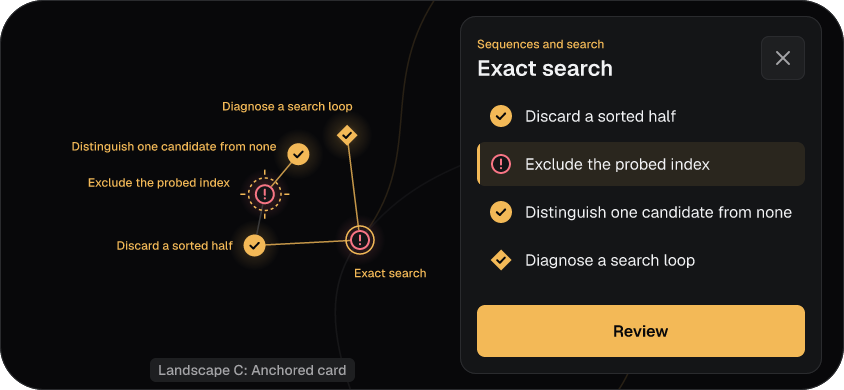 Diagnose a search loop
Distinguish one candidate from none
Exclude the probed index
Discard a sorted half
Exact search
Landscape C: Anchored card
Sequences and search
Exact search
Discard a sorted half
Exclude the probed index
Distinguish one candidate from none
Diagnose a search loop
Review